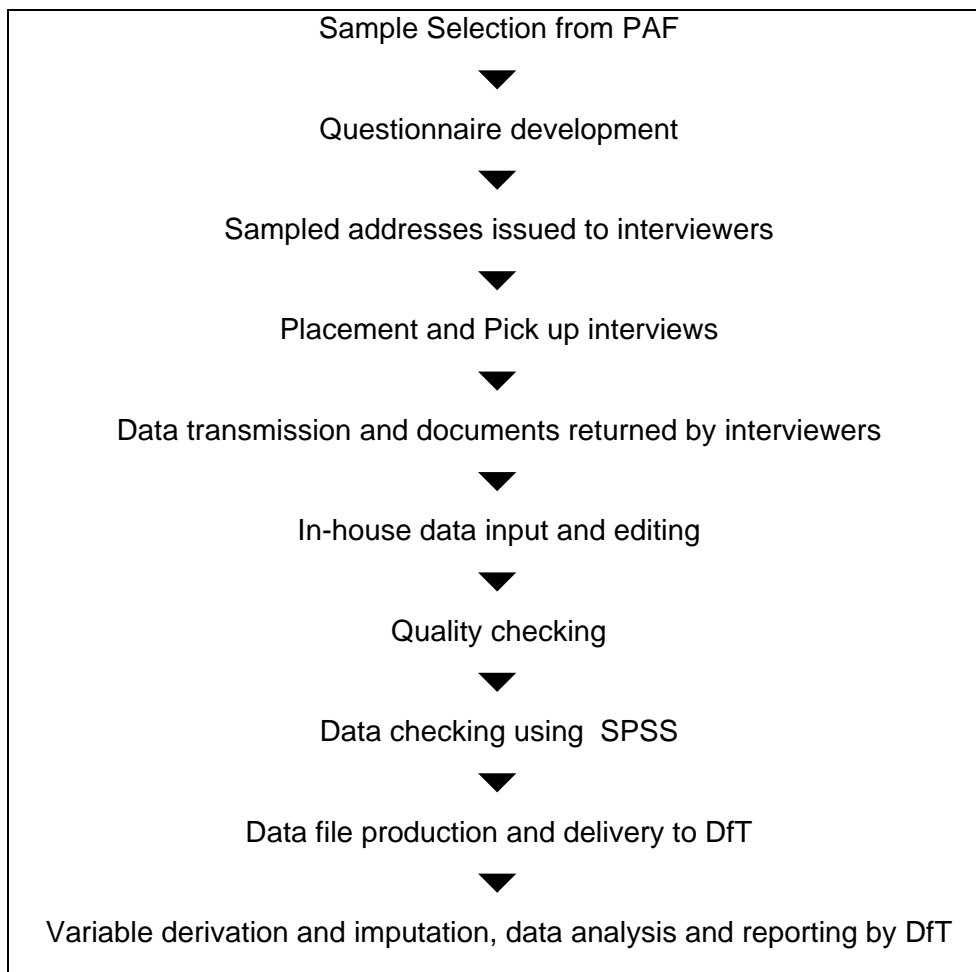 Sample Selection from PAF
Questionnaire development
Sampled addresses issued to interviewers
Placement and Pick up interviews
Data transmission and documents returned by interviewers
In-house data input and editing
Quality checking
Data checking using  SPSS
Data file production and delivery to DfT
Variable derivation and imputation, data analysis and reporting by DfT